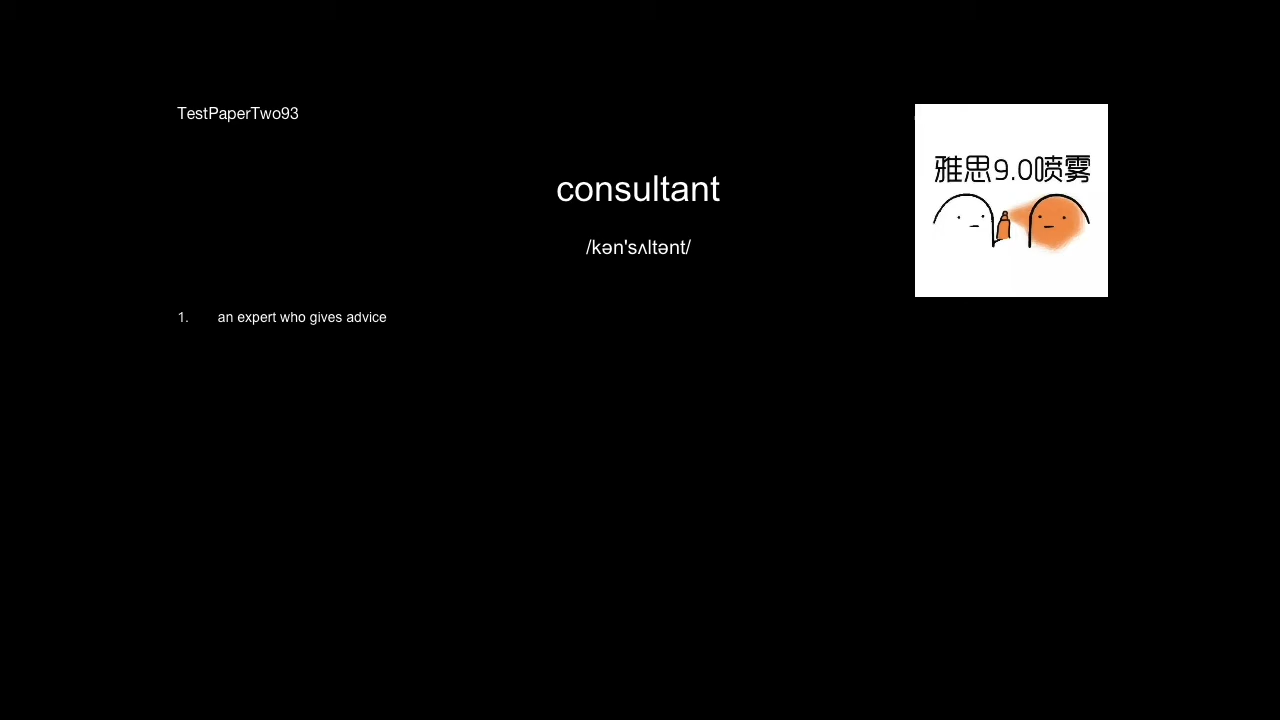 TestPaperTwo93
雅思9.0喷雾
consultant
/kən'sʌltənt/
1. an expert who gives advice